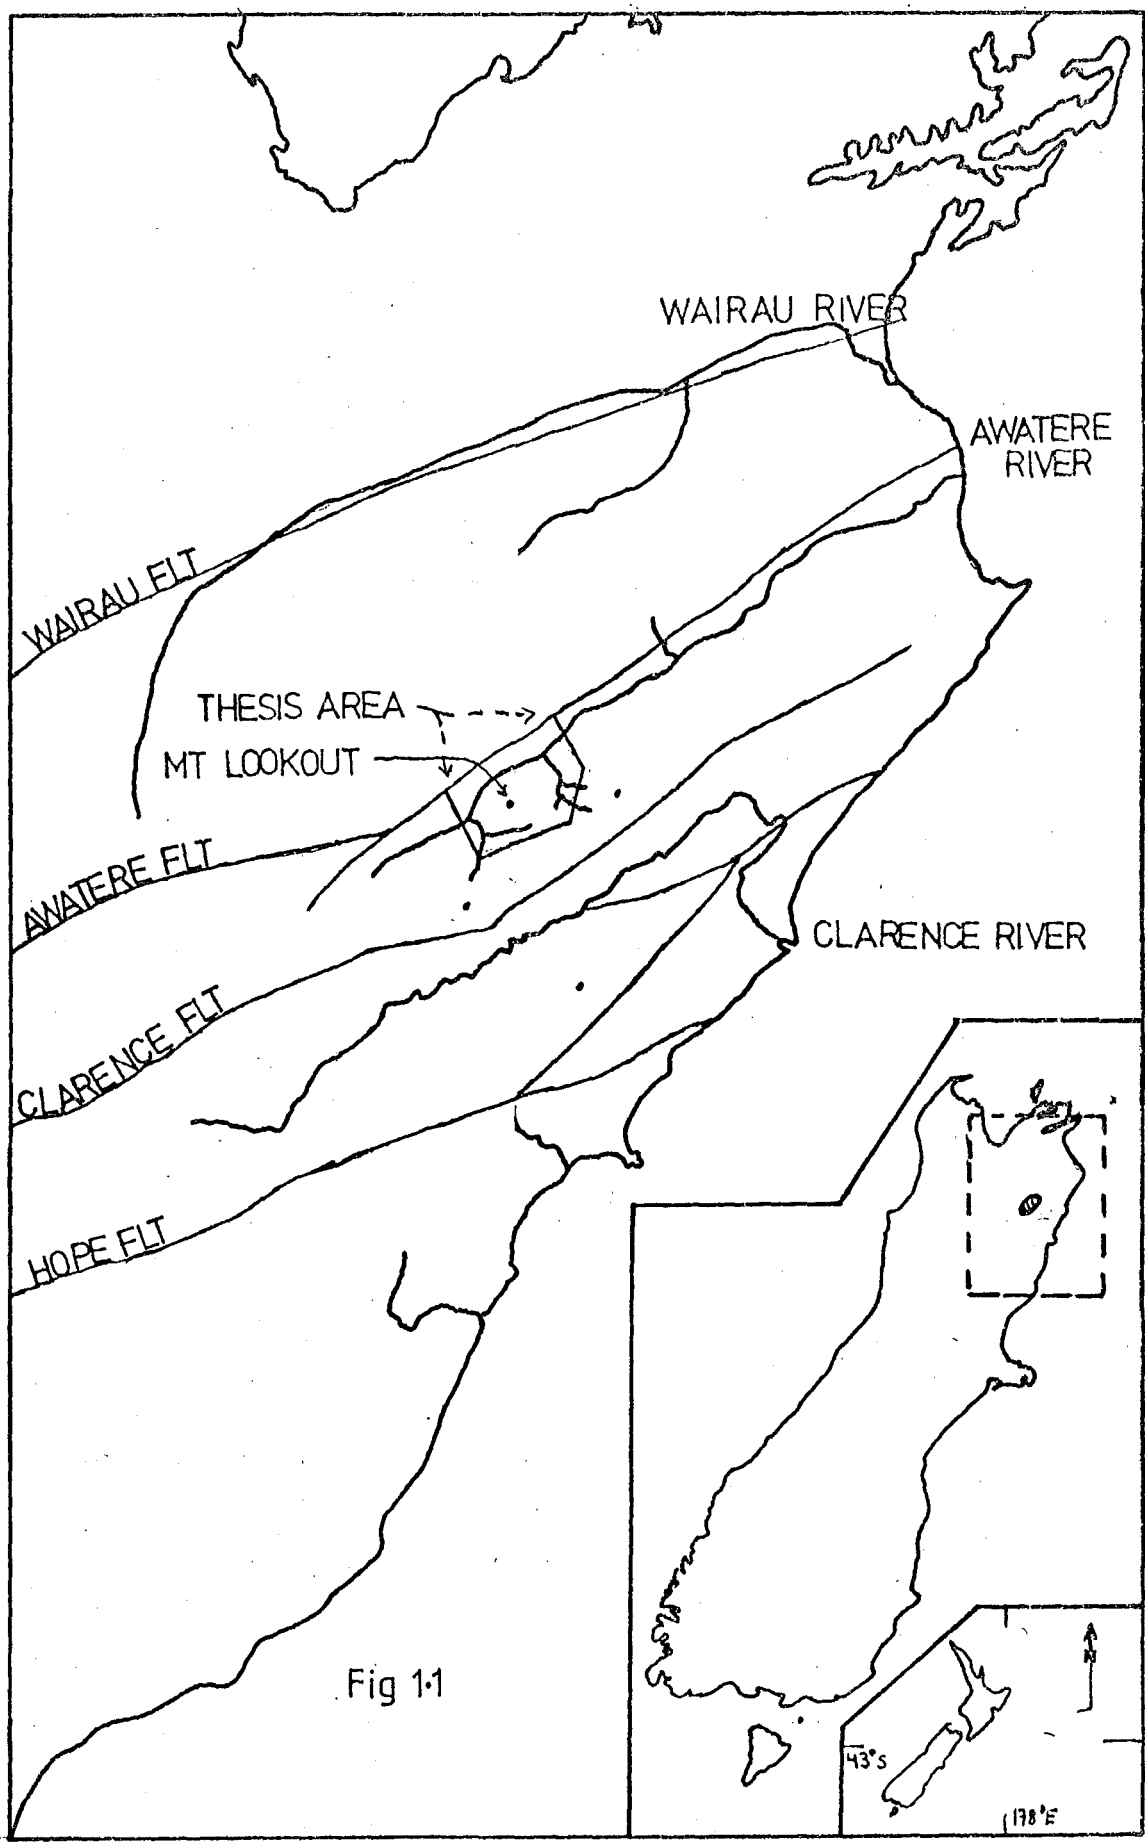 WAIRAU RIVER
AWATERE
RIVER
WAIRAU FLT
THESIS AREA
MT LOOKOUT
AWATERE FLT
CLARENCE RIVER
CLARENCE FLT
HOPE FLT
Fig 1·1
N
43°S
178°E